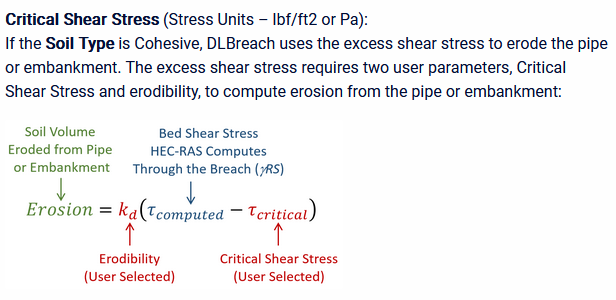 Critical Shear Stress (Stress Units – lbf/ft2 or Pa):
If the Soil Type is Cohesive, DLBreach uses the excess shear stress to erode the pipe
or embankment. The excess shear stress requires two user parameters, Critical
Shear Stress and erodibility, to compute erosion from the pipe or embankment:
Soil Volume
Eroded from Pipe
or Embankment
Bed Shear Stress
HEC-RAS Computes
Through the Breach (γRS)
Erosion = k_d(τ_computed − τ_critical)
Erodibility
(User Selected)
Critical Shear Stress
(User Selected)